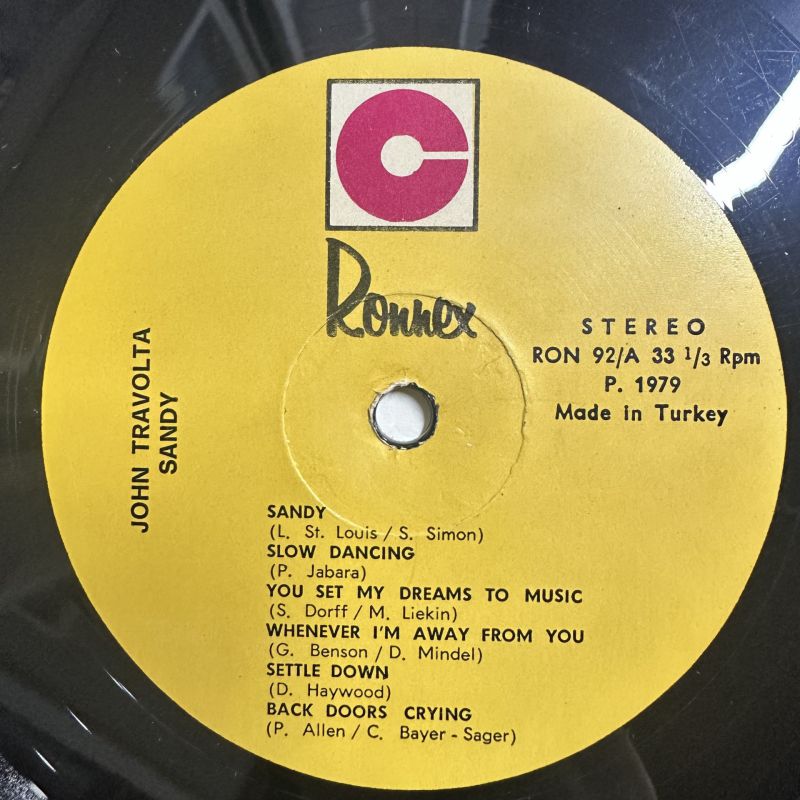 Ronnex
STEREO
RON 92/A 33 1/3 Rpm
P. 1979
Made in Turkey
JOHN TRAVOLTA
SANDY
SANDY
(L. St. Louis / S. Simon)
SLOW DANCING
(P. Jabara)
YOU SET MY DREAMS TO MUSIC
(S. Dorff / M. Liekin)
WHENEVER I'M AWAY FROM YOU
(G. Benson / D. Mindel)
SETTLE DOWN
(D. Haywood)
BACK DOORS CRYING
(P. Allen / C. Bayer - Sager)